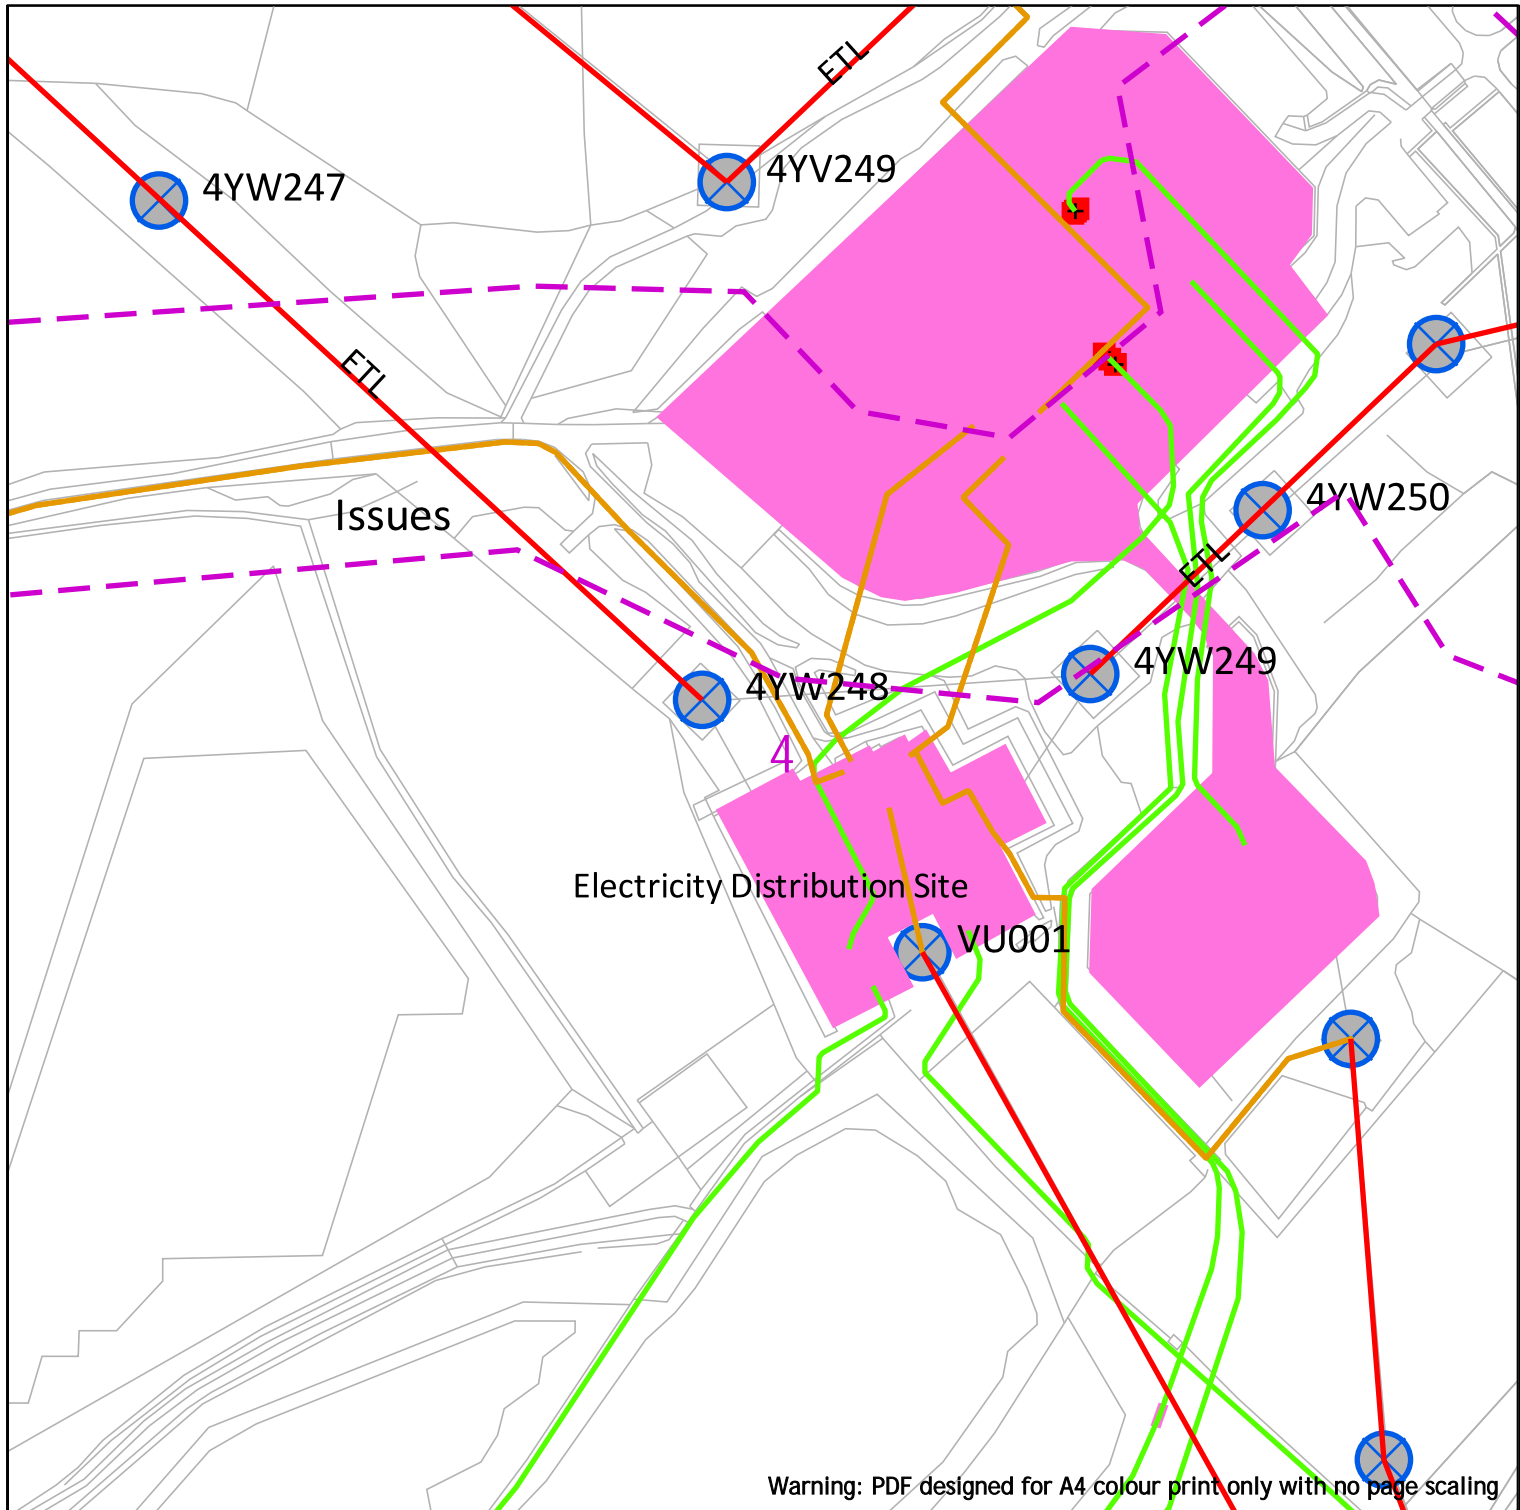 ETL
4YV249
4YW247
ETL
4YW250
Issues
ETL
4YW249
4YW248
4
Electricity Distribution Site
VU001
Warning: PDF designed for A4 colour print only with no page scaling